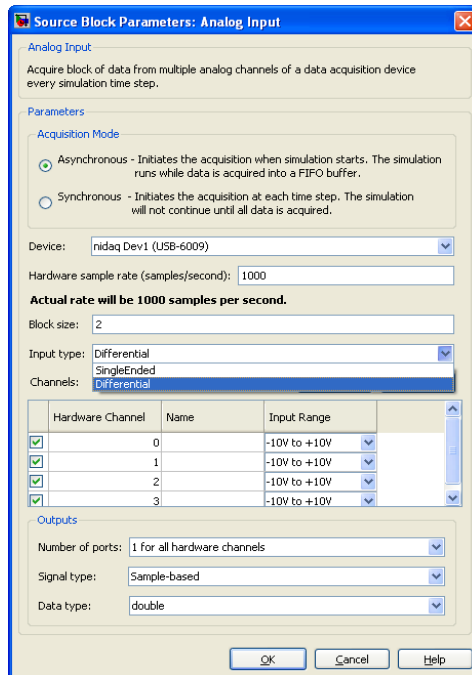 Source Block Parameters: Analog Input
Analog Input
Acquire block of data from multiple analog channels of a data acquisition device
every simulation time step.
Parameters
Acquisition Mode
Asynchronous - Initiates the acquisition when simulation starts. The simulation
runs while data is acquired into a FIFO buffer.
Synchronous - Initiates the acquisition at each time step. The simulation
will not continue until all data is acquired.
Device: nidaq Dev1 (USB-6009)
Hardware sample rate (samples/second): 1000
Actual rate will be 1000 samples per second.
Block size: 2
Input type: Differential
SingleEnded
Channels: Differential
Hardware Channel Name Input Range
0 -10V to +10V
1 -10V to +10V
2 -10V to +10V
3 -10V to +10V
Outputs
Number of ports: 1 for all hardware channels
Signal type: Sample-based
Data type: double
OK Cancel Help